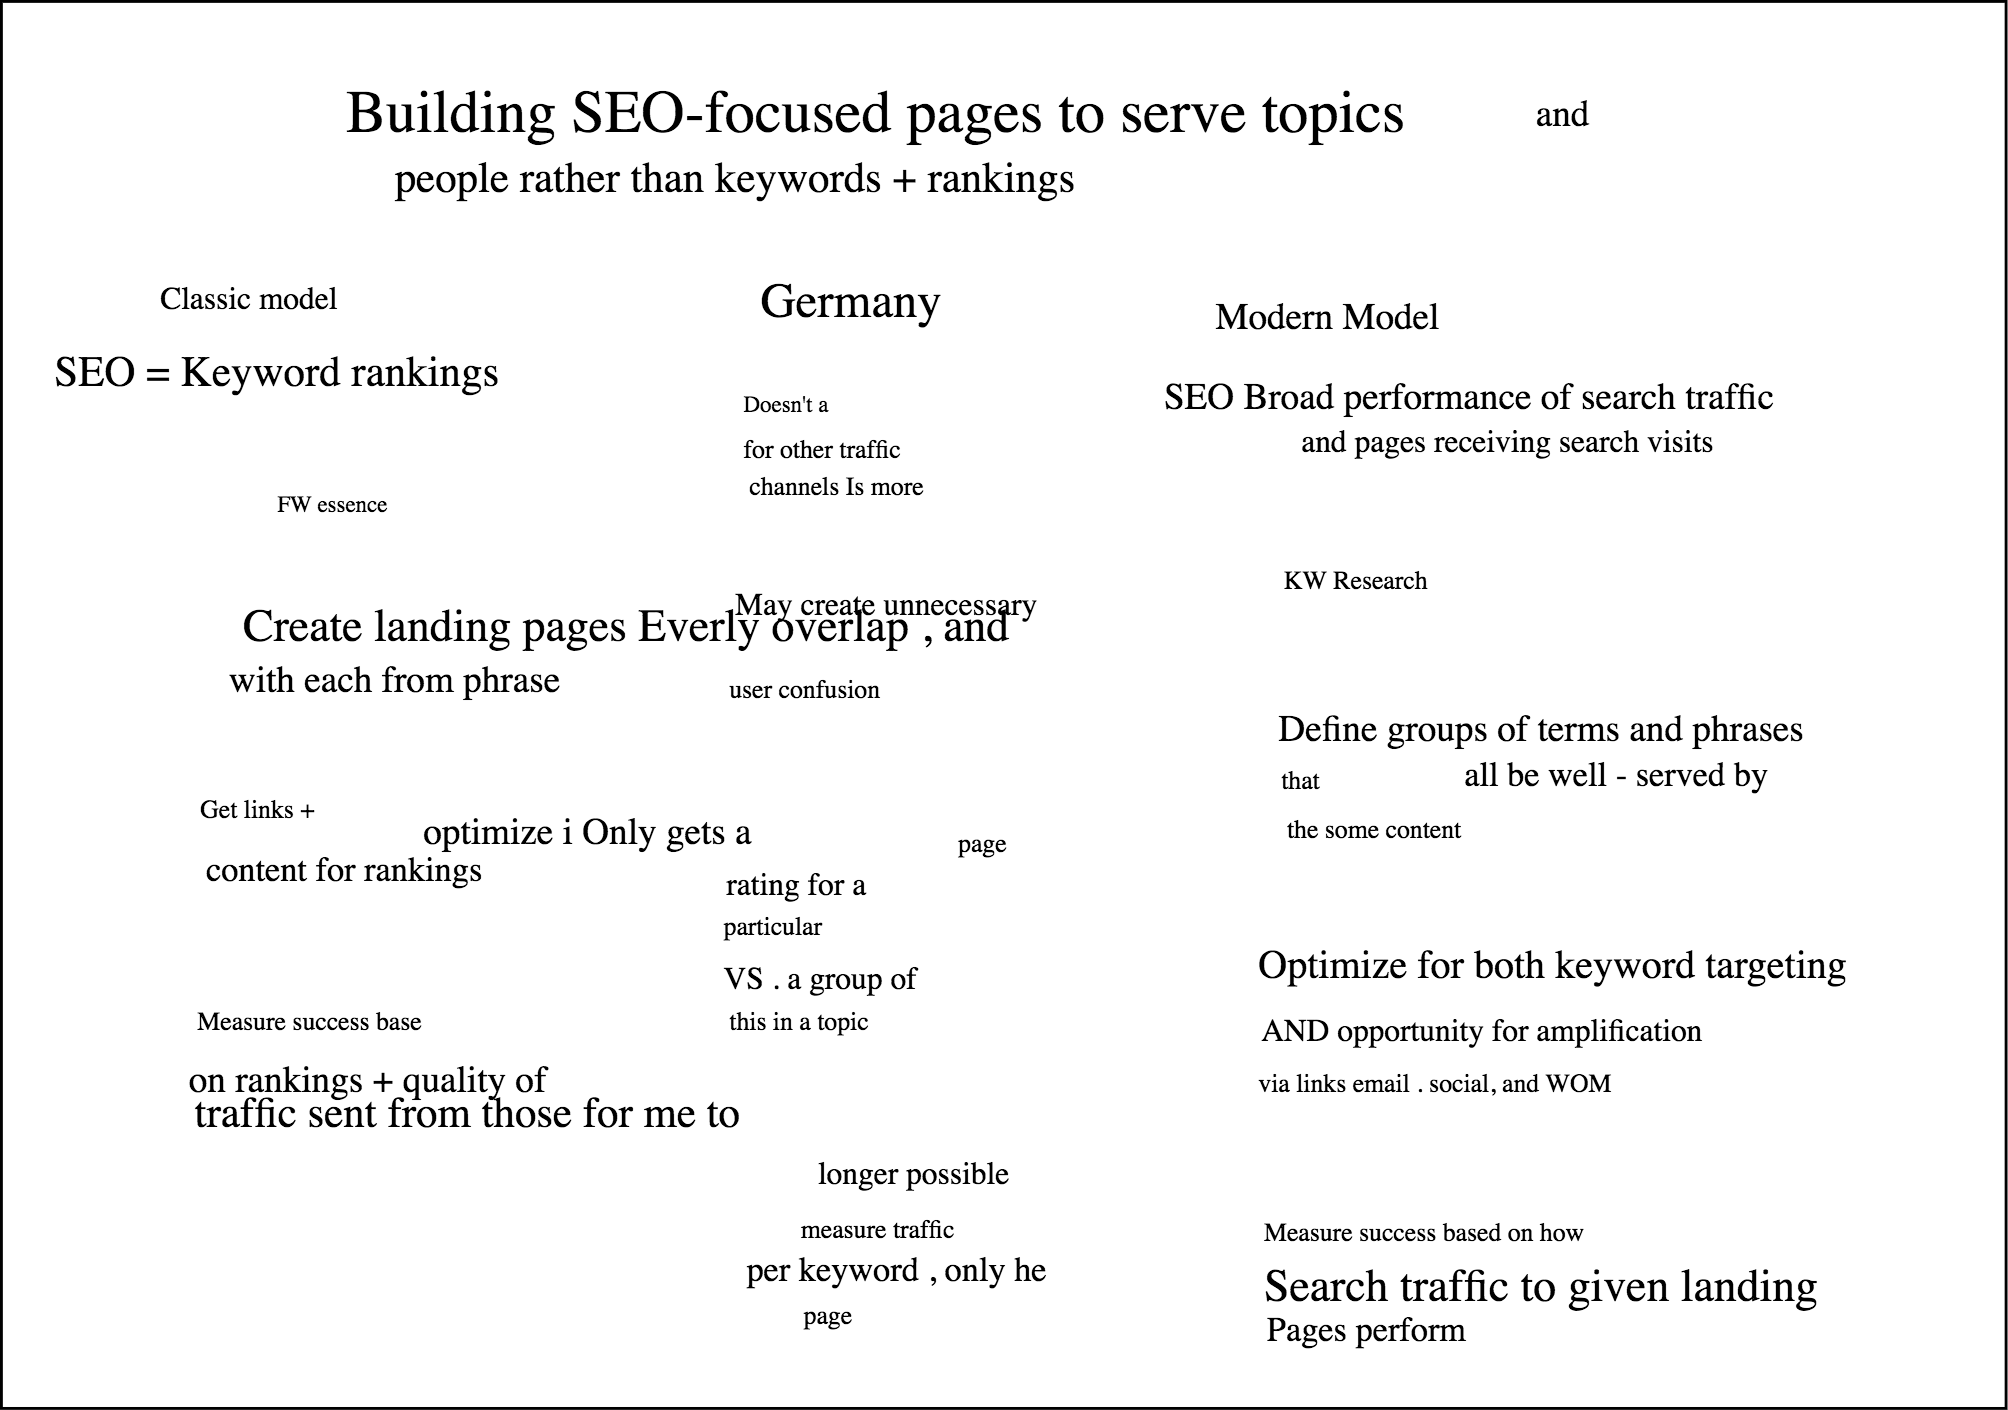 Building SEO-focused pages to serve topics and
people rather than keywords + rankings
Classic model
SEO = Keyword rankings
FW essence
Create landing pages Everly overlap , and
with each from phrase
Get links +
optimize i Only gets a
content for rankings
Measure success base
on rankings + quality of
traffic sent from those for me to
Germany
Doesn't a
for other traffic
channels Is more
May create unnecessary
user confusion
page
rating for a
particular
VS . a group of
this in a topic
longer possible
measure traffic
per keyword , only he
page
Modern Model
SEO Broad performance of search traffic
and pages receiving search visits
KW Research
Define groups of terms and phrases
that all be well - served by
the some content
Optimize for both keyword targeting
AND opportunity for amplification
via links email . social, and WOM
Measure success based on how
Search traffic to given landing
Pages perform